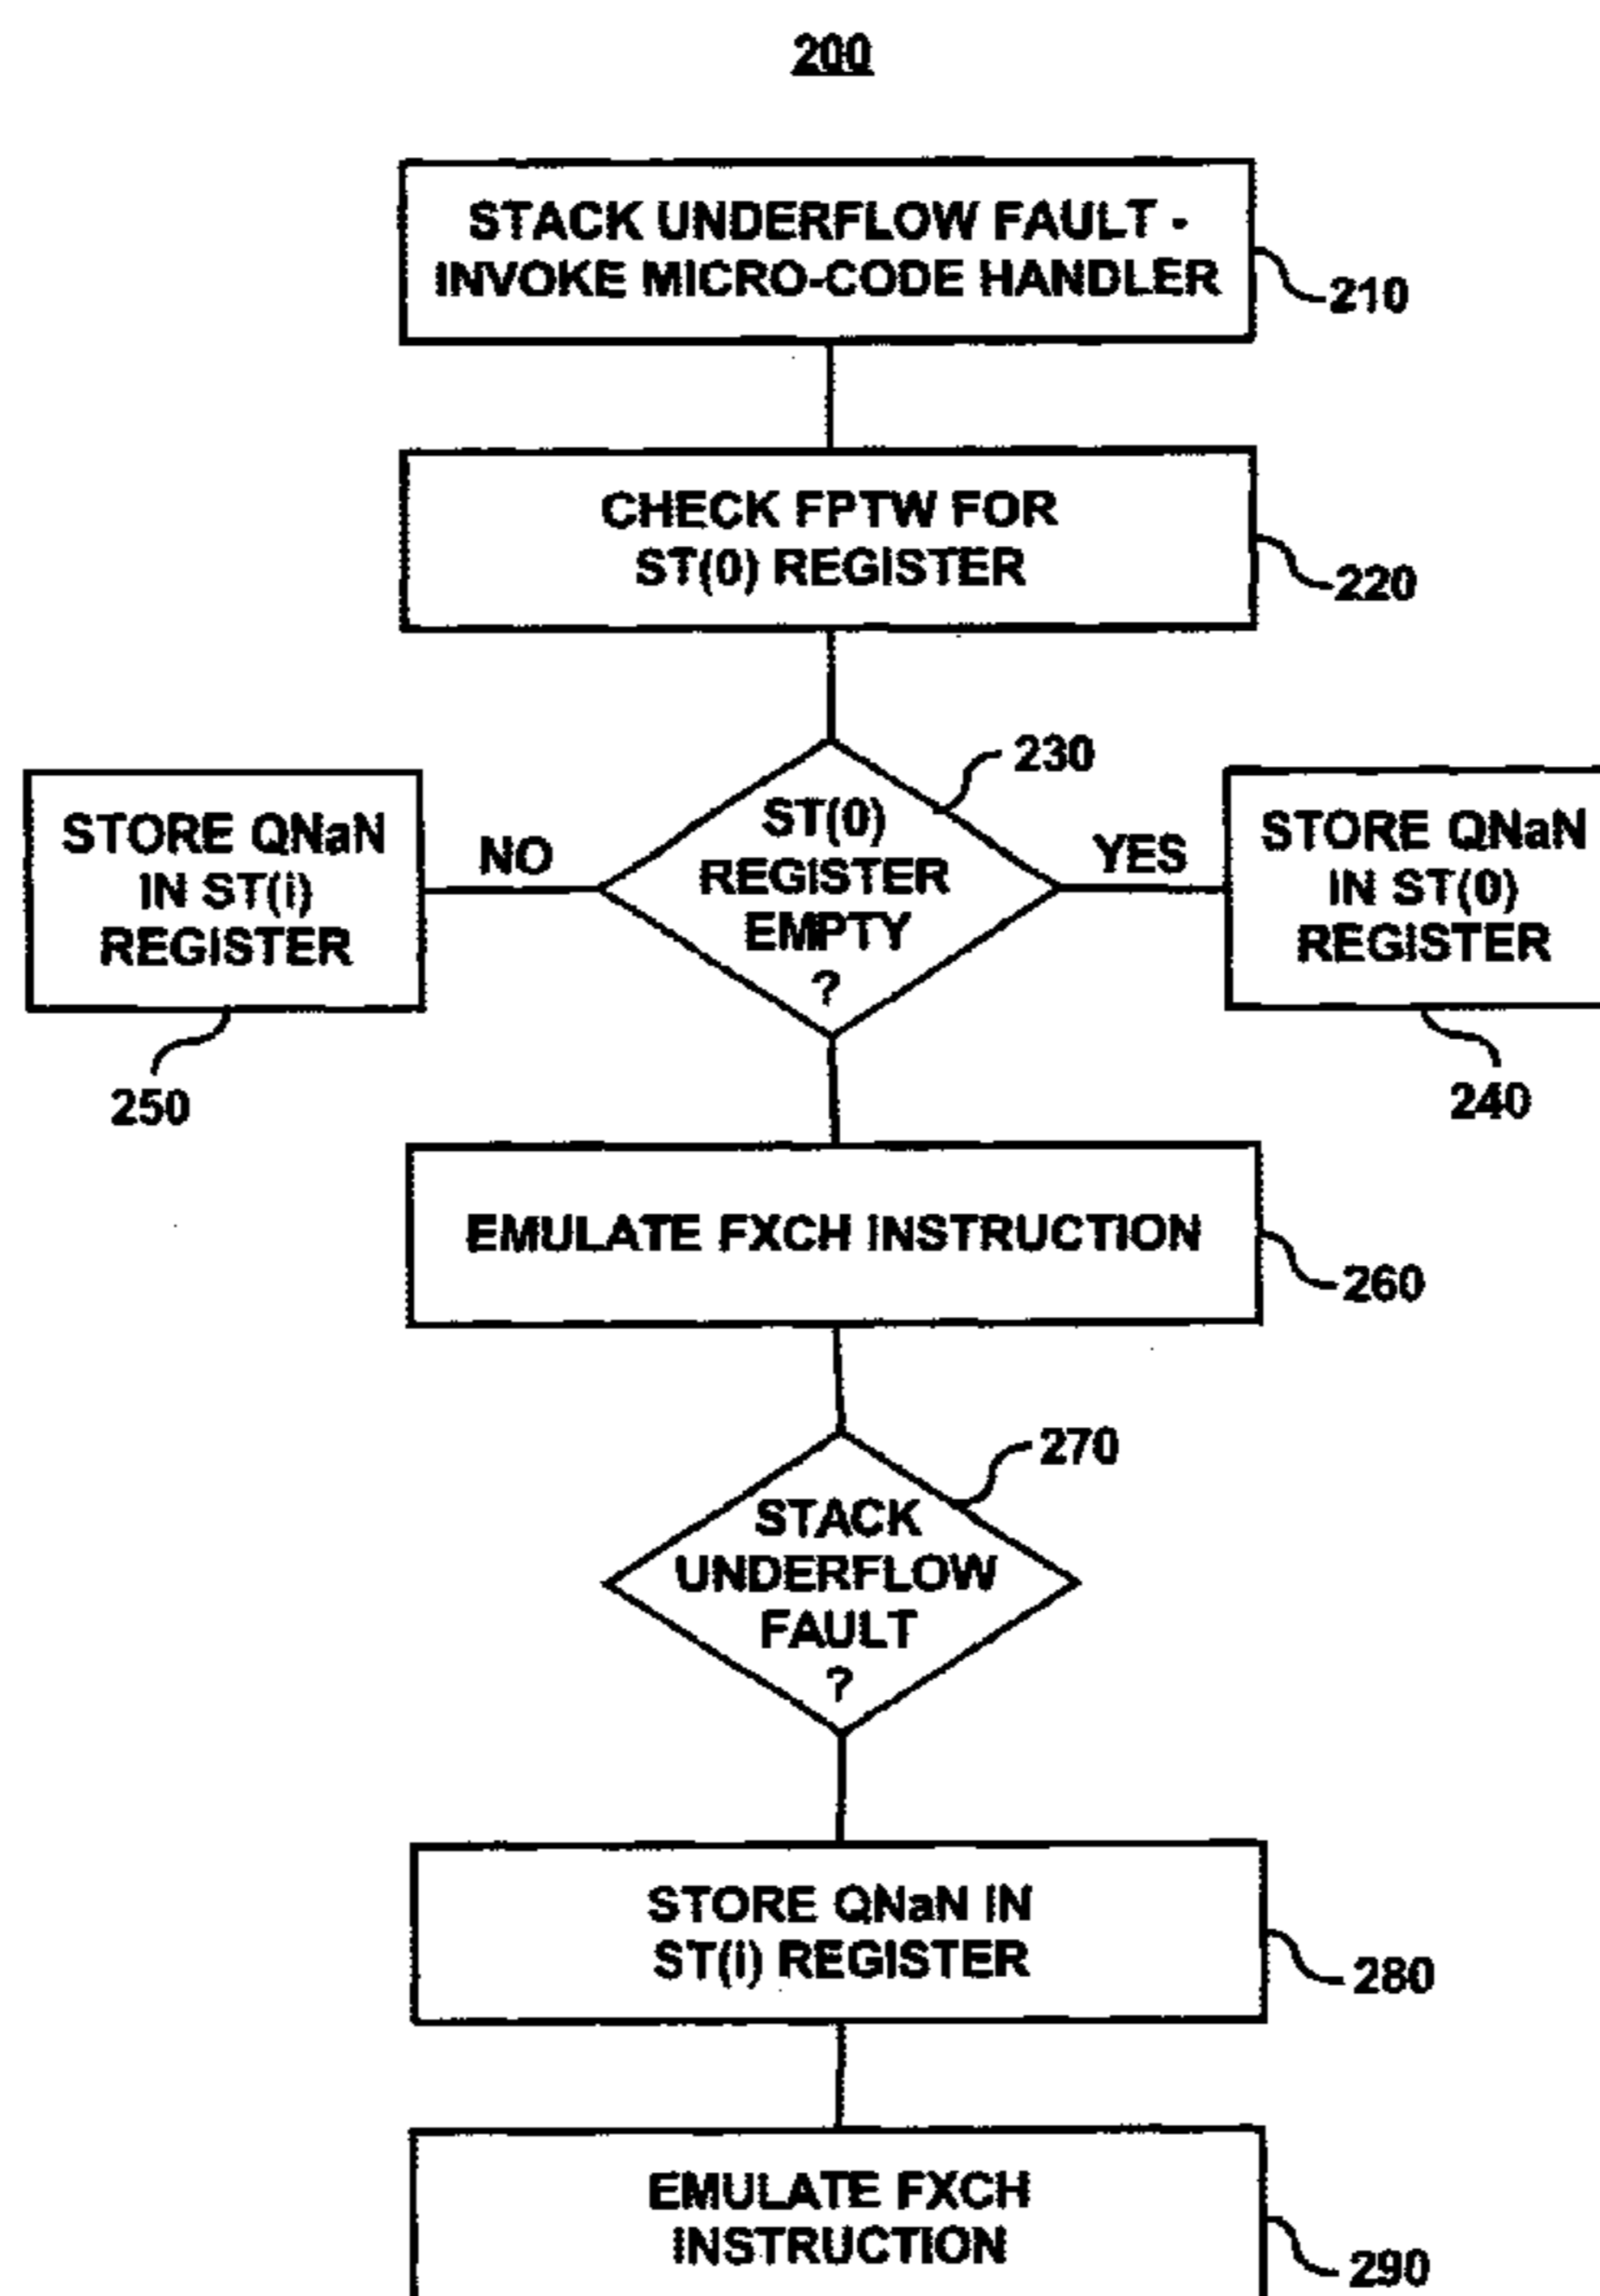 200
STACK UNDERFLOW FAULT -
INVOKE MICRO-CODE HANDLER
210
CHECK FPTW FOR
ST(0) REGISTER
220
230
ST(0)
REGISTER
EMPTY
?
NO
YES
STORE QNaN
IN ST(i)
REGISTER
250
STORE QNaN
IN ST(0)
REGISTER
240
EMULATE FXCH INSTRUCTION
260
270
STACK
UNDERFLOW
FAULT
?
STORE QNaN IN
ST(i) REGISTER
280
EMULATE FXCH
INSTRUCTION
290